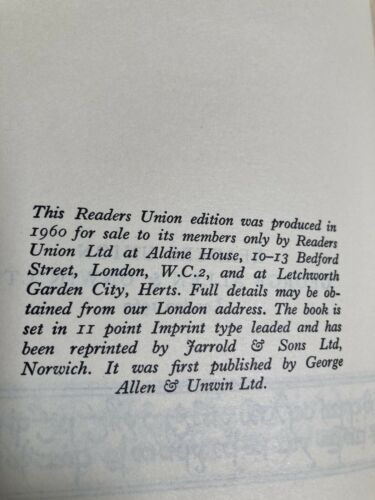 This Readers Union edition was produced in
1960 for sale to its members only by Readers
Union Ltd at Aldine House, 10–13 Bedford
Street, London, W.C.2, and at Letchworth
Garden City, Herts. Full details may be ob-
tained from our London address. The book is
set in 11 point Imprint type leaded and has
been reprinted by Jarrold & Sons Ltd,
Norwich. It was first published by George
Allen & Unwin Ltd.